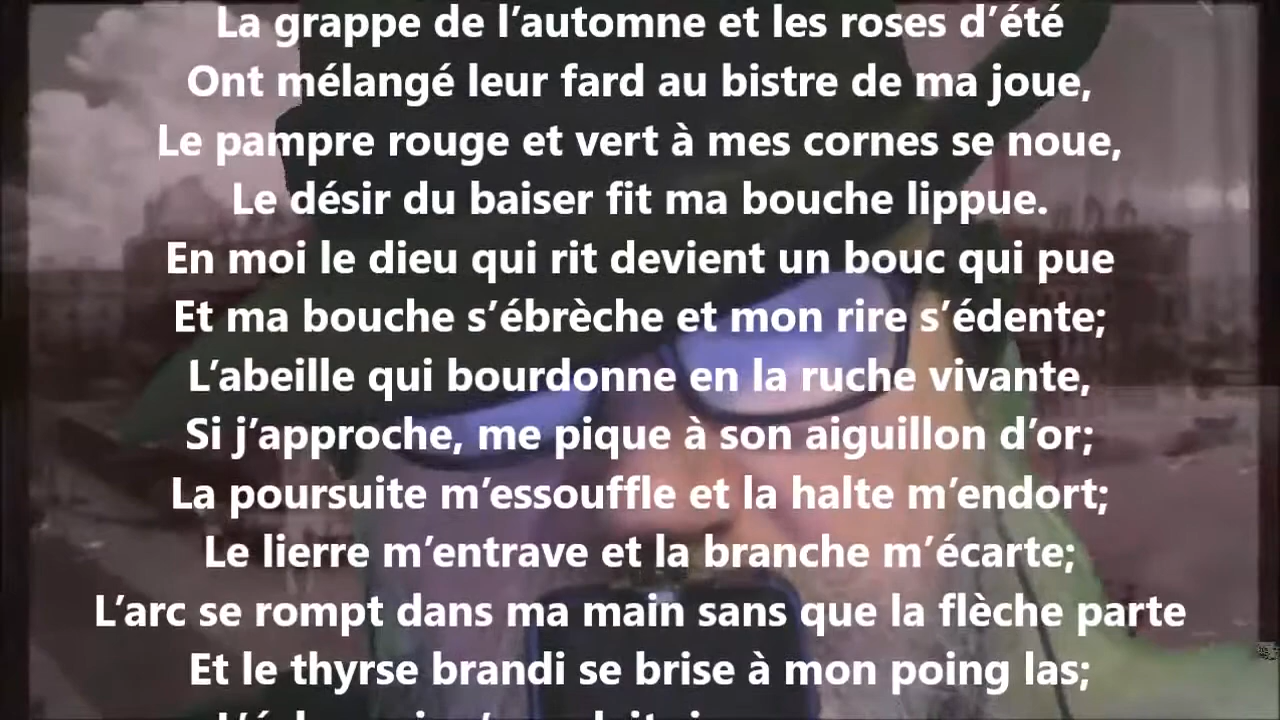 La grappe de l’automne et les roses d’été
Ont mélangé leur fard au bistre de ma joue,
Le pampre rouge et vert à mes cornes se noue,
Le désir du baiser fit ma bouche lippue.
En moi le dieu qui rit devient un bouc qui pue
Et ma bouche s’ébrèche et mon rire s’édente;
L’abeille qui bourdonne en la ruche vivante,
Si j’approche, me pique à son aiguillon d’or;
La poursuite m’essouffle et la halte m’endort;
Le lierre m’entrave et la branche m’écarte;
L’arc se rompt dans ma main sans que la flèche parte
Et le thyrse brandi se brise à mon poing las;